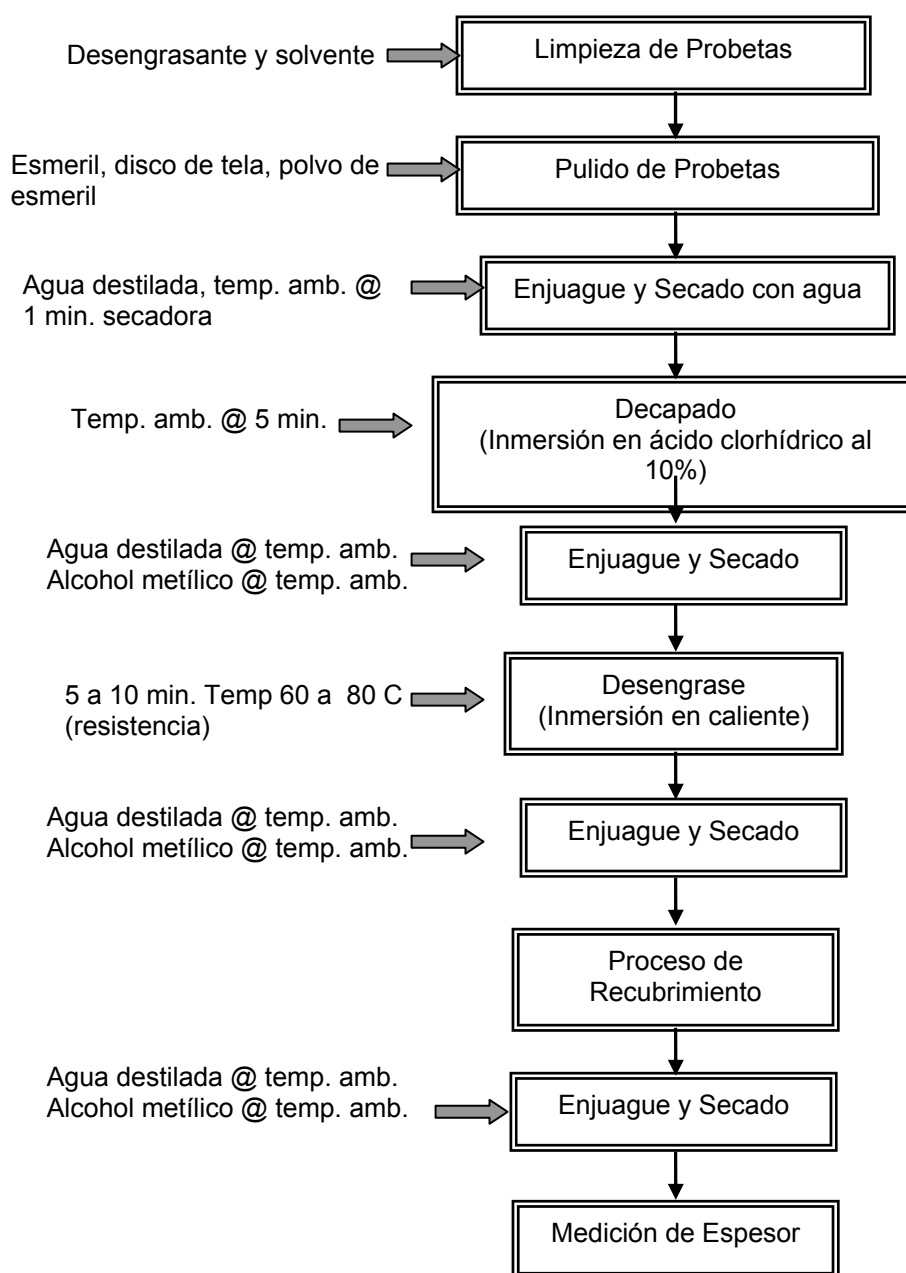 Desengrasante y solvente
Limpieza de Probetas
Esmeril, disco de tela, polvo de
esmeril
Pulido de Probetas
Agua destilada, temp. amb. @
1 min. secadora
Enjuague y Secado con agua
Temp. amb. @ 5 min.
Decapado
(Inmersión en ácido clorhídrico al
10%)
Agua destilada @ temp. amb.
Alcohol metílico @ temp. amb.
Enjuague y Secado
5 a 10 min. Temp 60 a  80 C
(resistencia)
Desengrase
(Inmersión en caliente)
Agua destilada @ temp. amb.
Alcohol metílico @ temp. amb.
Enjuague y Secado
Proceso de
Recubrimiento
Agua destilada @ temp. amb.
Alcohol metílico @ temp. amb.
Enjuague y Secado
Medición de Espesor